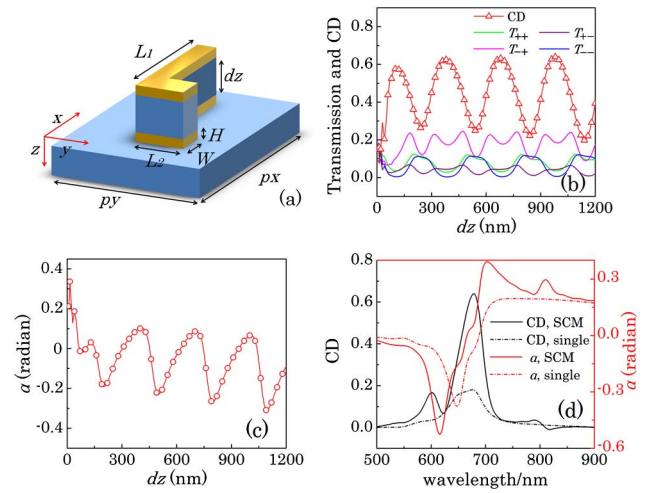 L1
dz
x
z
y
H
L2
W
py
px
(a)
Transmission and CD
0.8
0.6
0.4
0.2
0.0
CD
T++
T+-
T-+
T--
0 300 600 900 1200
dz (nm)
(b)
a (radian)
0.4
0.2
0
-0.2
-0.4
0 300 600 900 1200
dz (nm)
(c)
CD
0.8
0.6
0.4
0.2
0.0
CD, SCM
CD, single
a, SCM
a, single
0.3
0.0
-0.3
-0.6
a (radian)
500 600 700 800 900
wavelength/nm
(d)